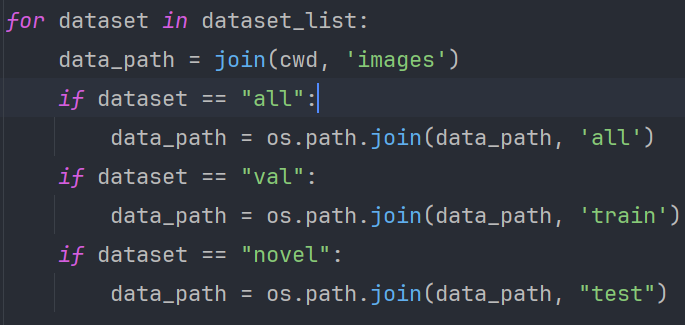 for dataset in dataset_list:
    data_path = join(cwd, 'images')
    if dataset == "all":
        data_path = os.path.join(data_path, 'all')
    if dataset == "val":
        data_path = os.path.join(data_path, 'train')
    if dataset == "novel":
        data_path = os.path.join(data_path, "test")